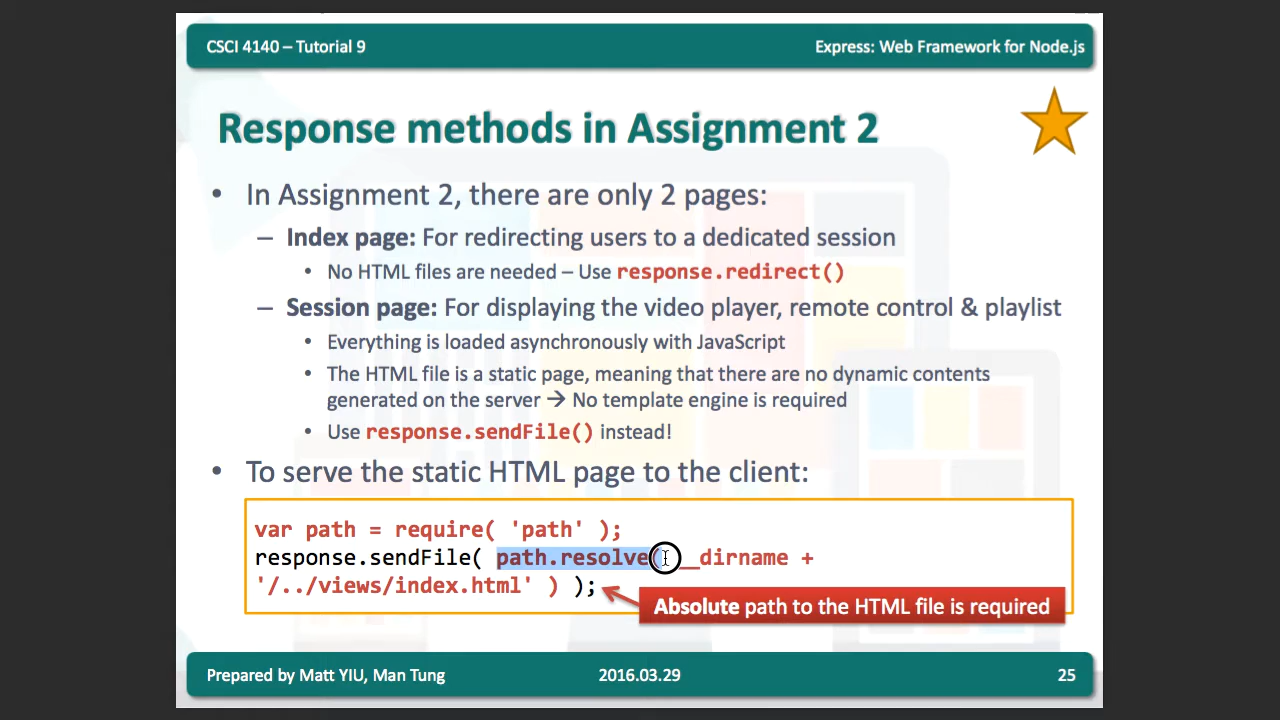 CSCI 4140 – Tutorial 9
Express: Web Framework for Node.js
Response methods in Assignment 2
• In Assignment 2, there are only 2 pages:
– Index page: For redirecting users to a dedicated session
• No HTML files are needed – Use response.redirect()
– Session page: For displaying the video player, remote control & playlist
• Everything is loaded asynchronously with JavaScript
• The HTML file is a static page, meaning that there are no dynamic contents
generated on the server → No template engine is required
• Use response.sendFile() instead!
• To serve the static HTML page to the client:
var path = require( 'path' );
response.sendFile( path.resolve( __dirname +
'/../views/index.html' ) );
Absolute path to the HTML file is required
Prepared by Matt YIU, Man Tung
2016.03.29
25